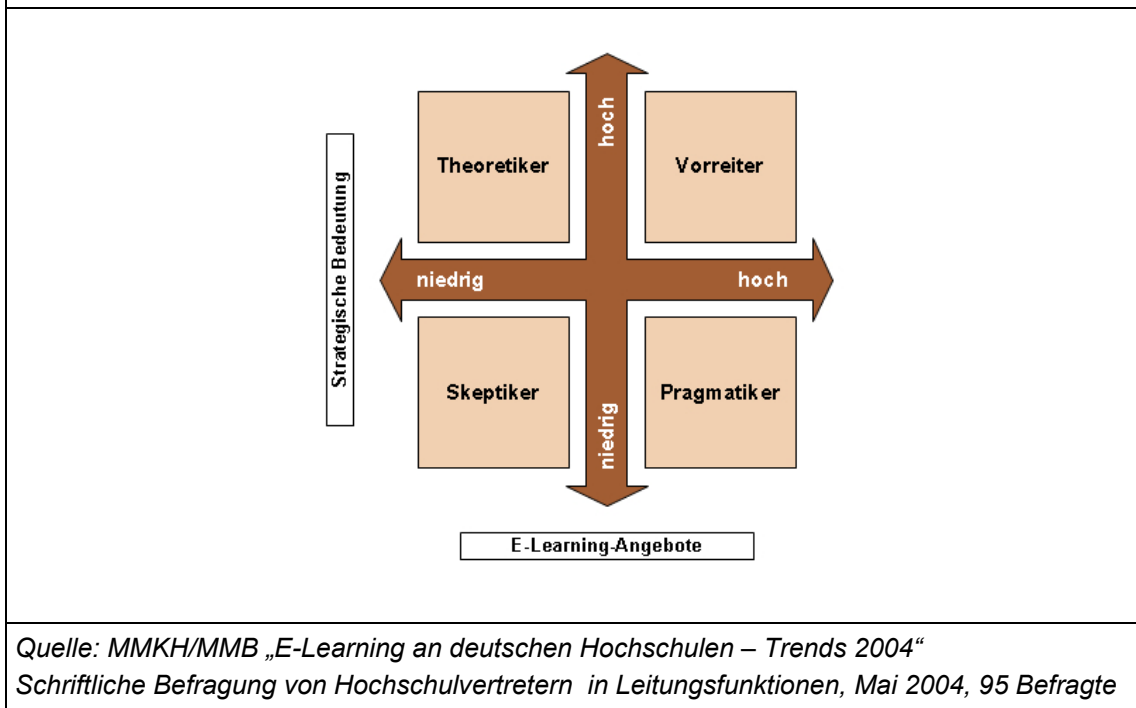 hoch
Theoretiker
Vorreiter
Strategische Bedeutung
niedrig
hoch
Skeptiker
Pragmatiker
niedrig
E-Learning-Angebote
Quelle: MMKH/MMB „E-Learning an deutschen Hochschulen – Trends 2004“
Schriftliche Befragung von Hochschulvertretern in Leitungsfunktionen, Mai 2004, 95 Befragte